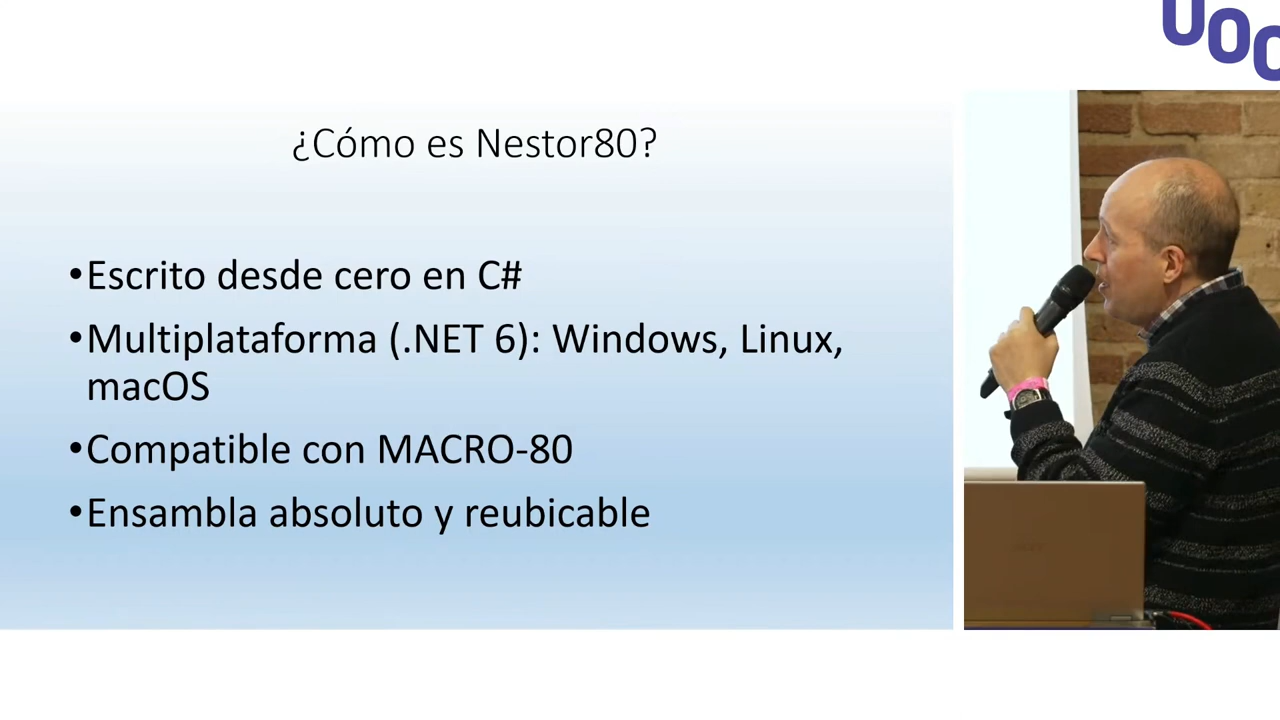 UOC
¿Cómo es Nestor80?
•Escrito desde cero en C#
•Multiplataforma (.NET 6): Windows, Linux,
macOS
•Compatible con MACRO-80
•Ensambla absoluto y reubicable